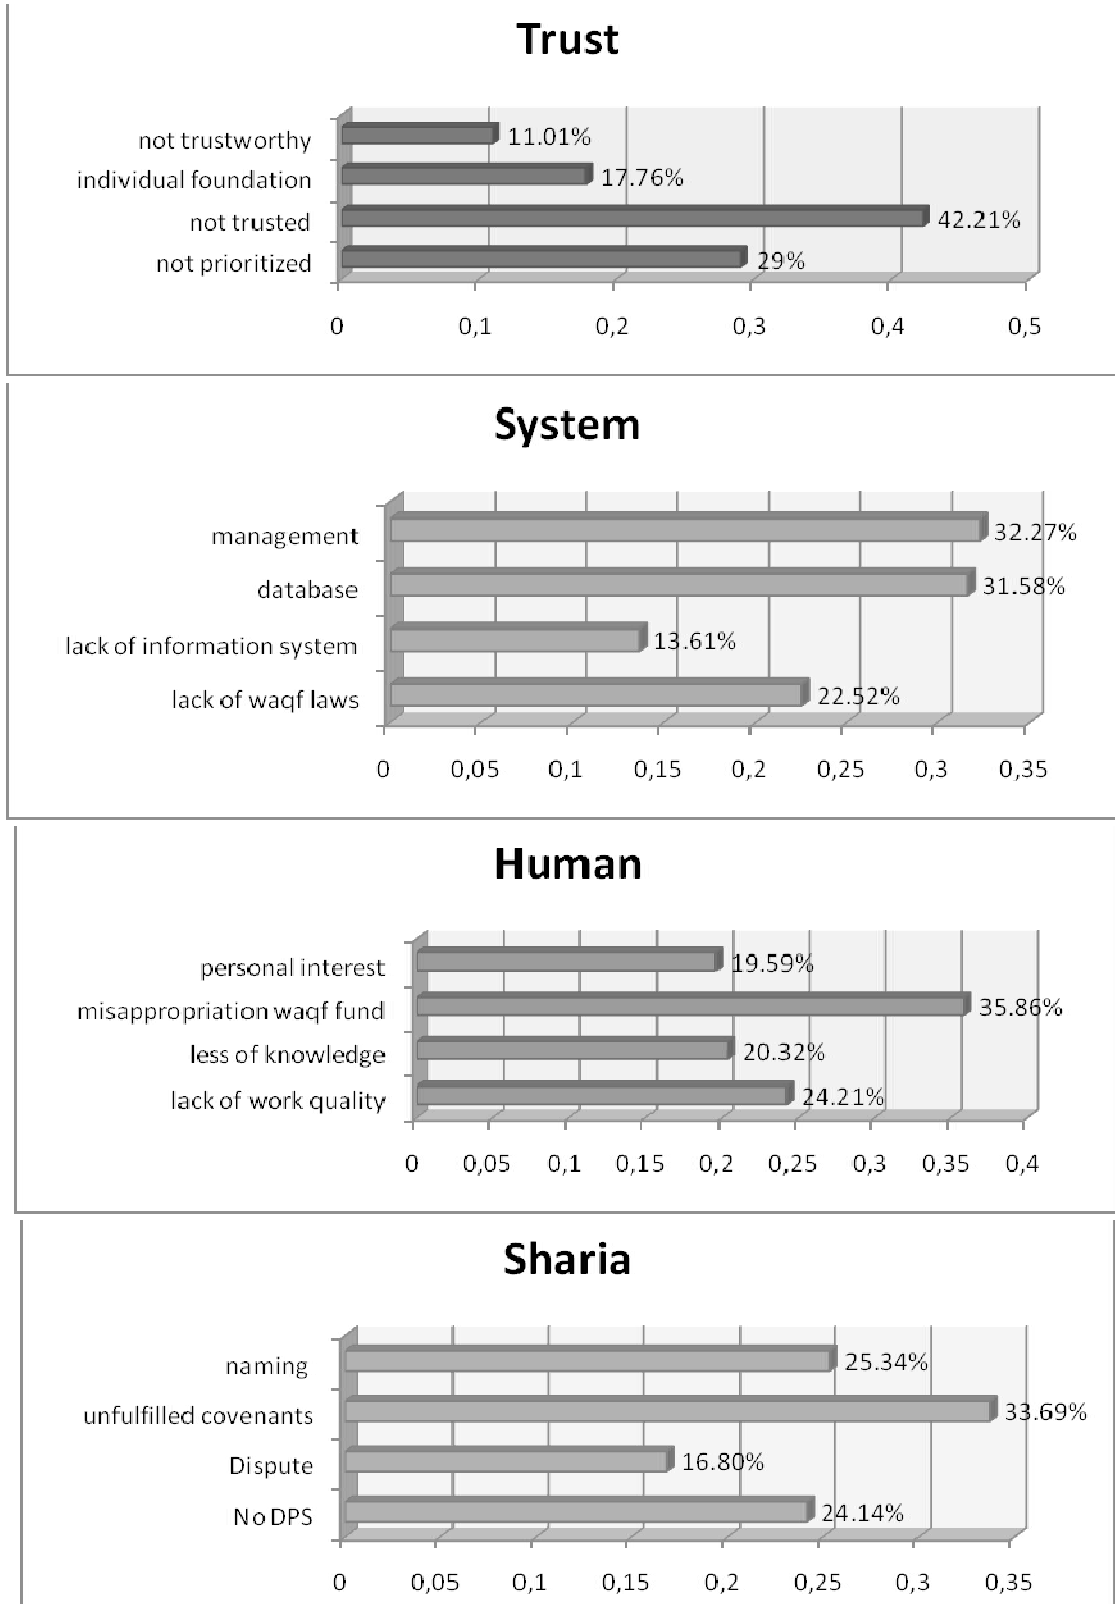 Trust
not trustworthy 11.01%
individual foundation 17.76%
not trusted 42.21%
not prioritized 29%
0 0,1 0,2 0,3 0,4 0,5
System
management 32.27%
database 31.58%
lack of information system 13.61%
lack of waqf laws 22.52%
0 0,05 0,1 0,15 0,2 0,25 0,3 0,35
Human
personal interest 19.59%
misappropriation waqf fund 35.86%
less of knowledge 20.32%
lack of work quality 24.21%
0 0,05 0,1 0,15 0,2 0,25 0,3 0,35 0,4
Sharia
naming 25.34%
unfulfilled covenants 33.69%
Dispute 16.80%
No DPS 24.14%
0 0,05 0,1 0,15 0,2 0,25 0,3 0,35